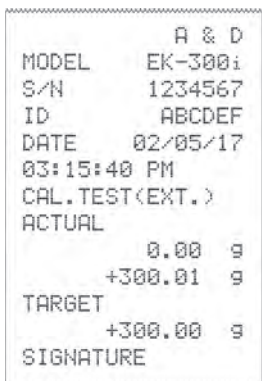 A & D
MODEL EK-300i
S/N 1234567
ID ABCDEF
DATE 02/05/17
03:15:40 PM
CAL.TEST(EXT.)
ACTUAL
0.00 g
+300.01 g
TARGET
+300.00 g
SIGNATURE